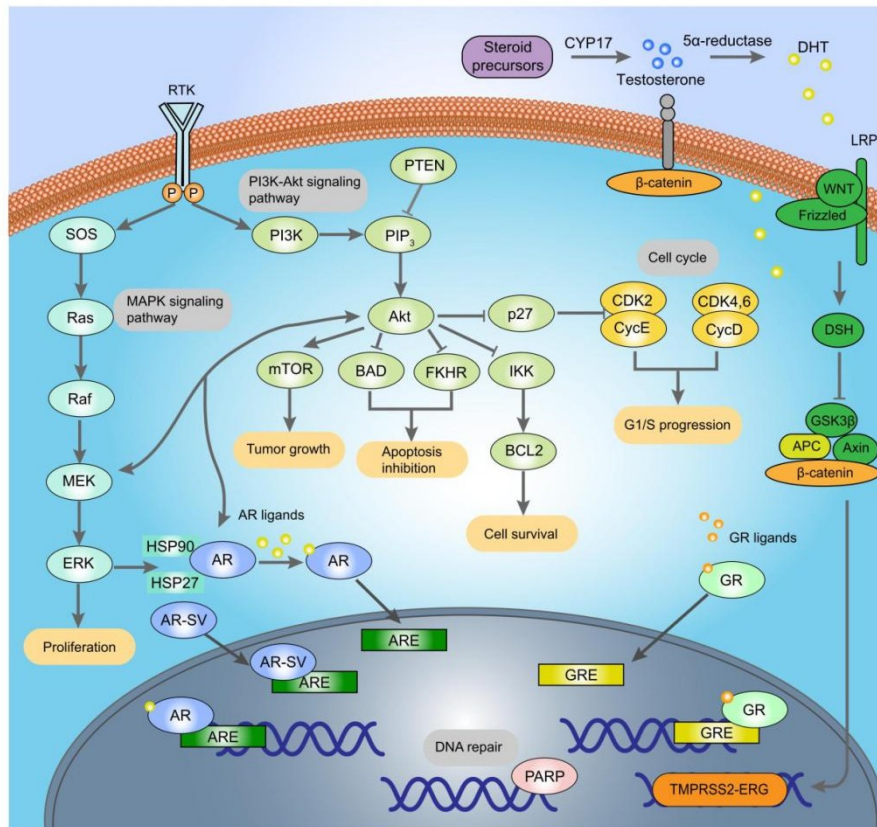 Steroid
precursors
CYP17
Testosterone
5α-reductase
DHT
RTK
P P
LRP
β-catenin
WNT
Frizzled
PTEN
PI3K-Akt signaling
pathway
SOS
PI3K
PIP3
Cell cycle
Ras
MAPK signaling
pathway
Akt
p27
CDK2
CycE
CDK4,6
CycD
DSH
mTOR
BAD
FKHR
IKK
Raf
GSK3β
APC
Axin
β-catenin
Tumor growth
Apoptosis
inhibition
BCL2
G1/S progression
MEK
Cell survival
AR ligands
GR ligands
ERK
HSP90
HSP27
AR
AR
GR
Proliferation
AR-SV
ARE
AR-SV
ARE
GRE
AR
ARE
GR
GRE
DNA repair
PARP
TMPRSS2-ERG